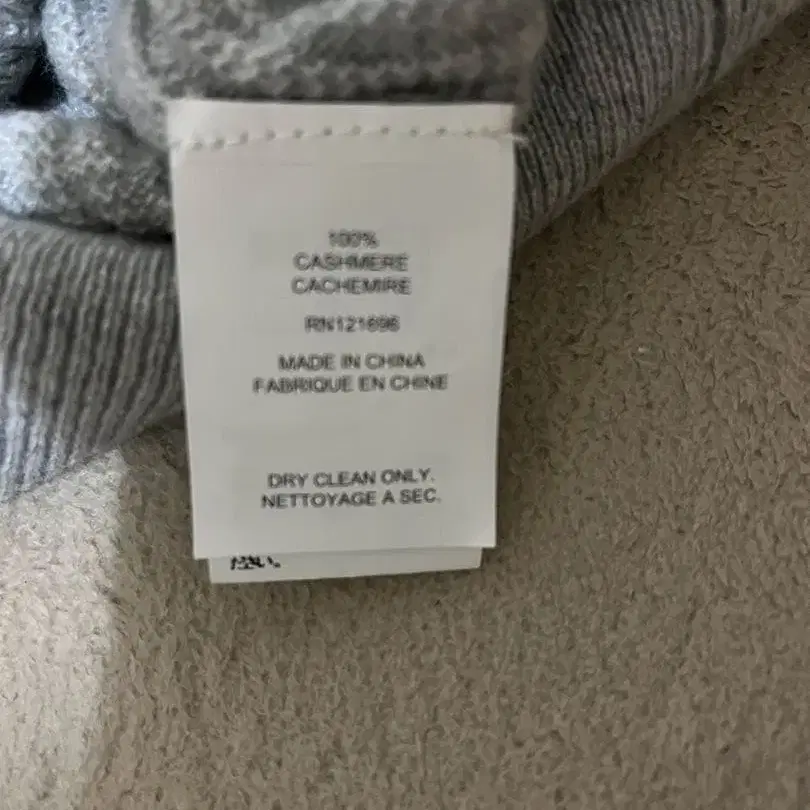 100%
CASHMERE
CACHEMIRE
RN121696
MADE IN CHINA
FABRIQUE EN CHINE
DRY CLEAN ONLY.
NETTOYAGE A SEC.